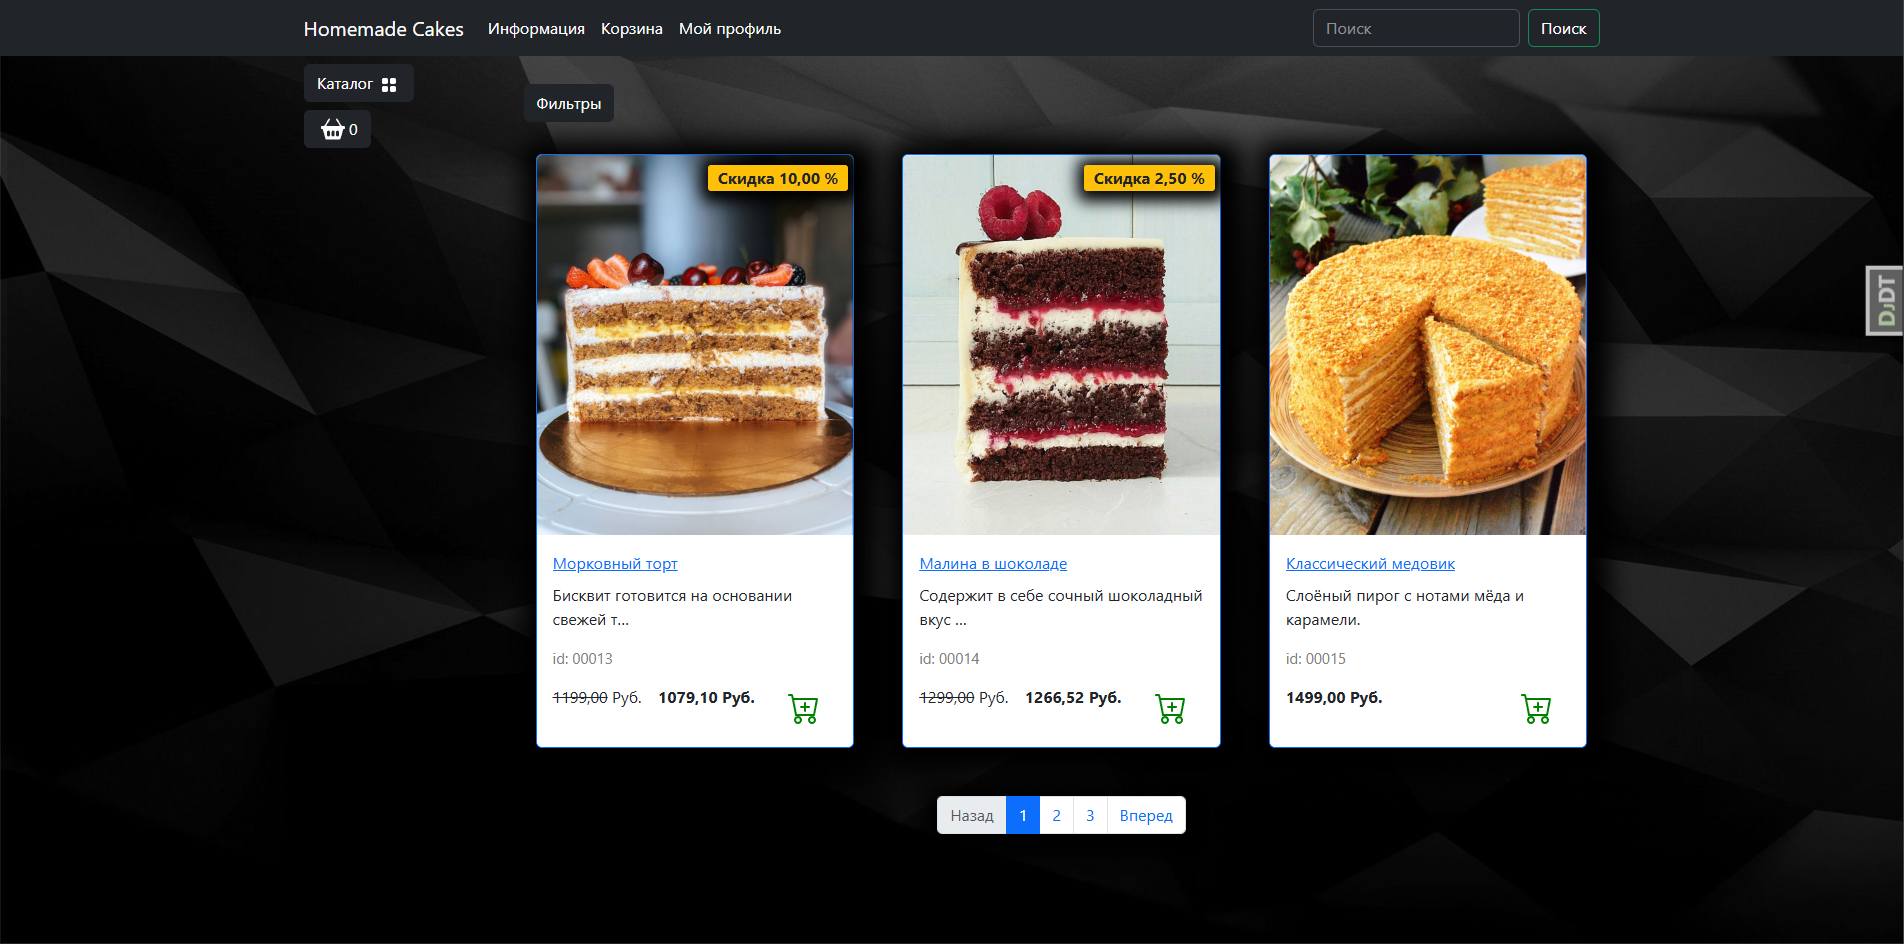 Homemade Cakes Информация Корзина Мой профиль Поиск Поиск
Каталог
0
Фильтры
Скидка 10,00 %
Морковный торт
Бисквит готовится на основании
свежей т...
id: 00013
1199,00 Руб. 1079,10 Руб.
Скидка 2,50 %
Малина в шоколаде
Содержит в себе сочный шоколадный
вкус ...
id: 00014
1299,00 Руб. 1266,52 Руб.
Классический медовик
Слоёный пирог с нотами мёда и
карамели.
id: 00015
1499,00 Руб.
Назад 1 2 3 Вперед
DJDT